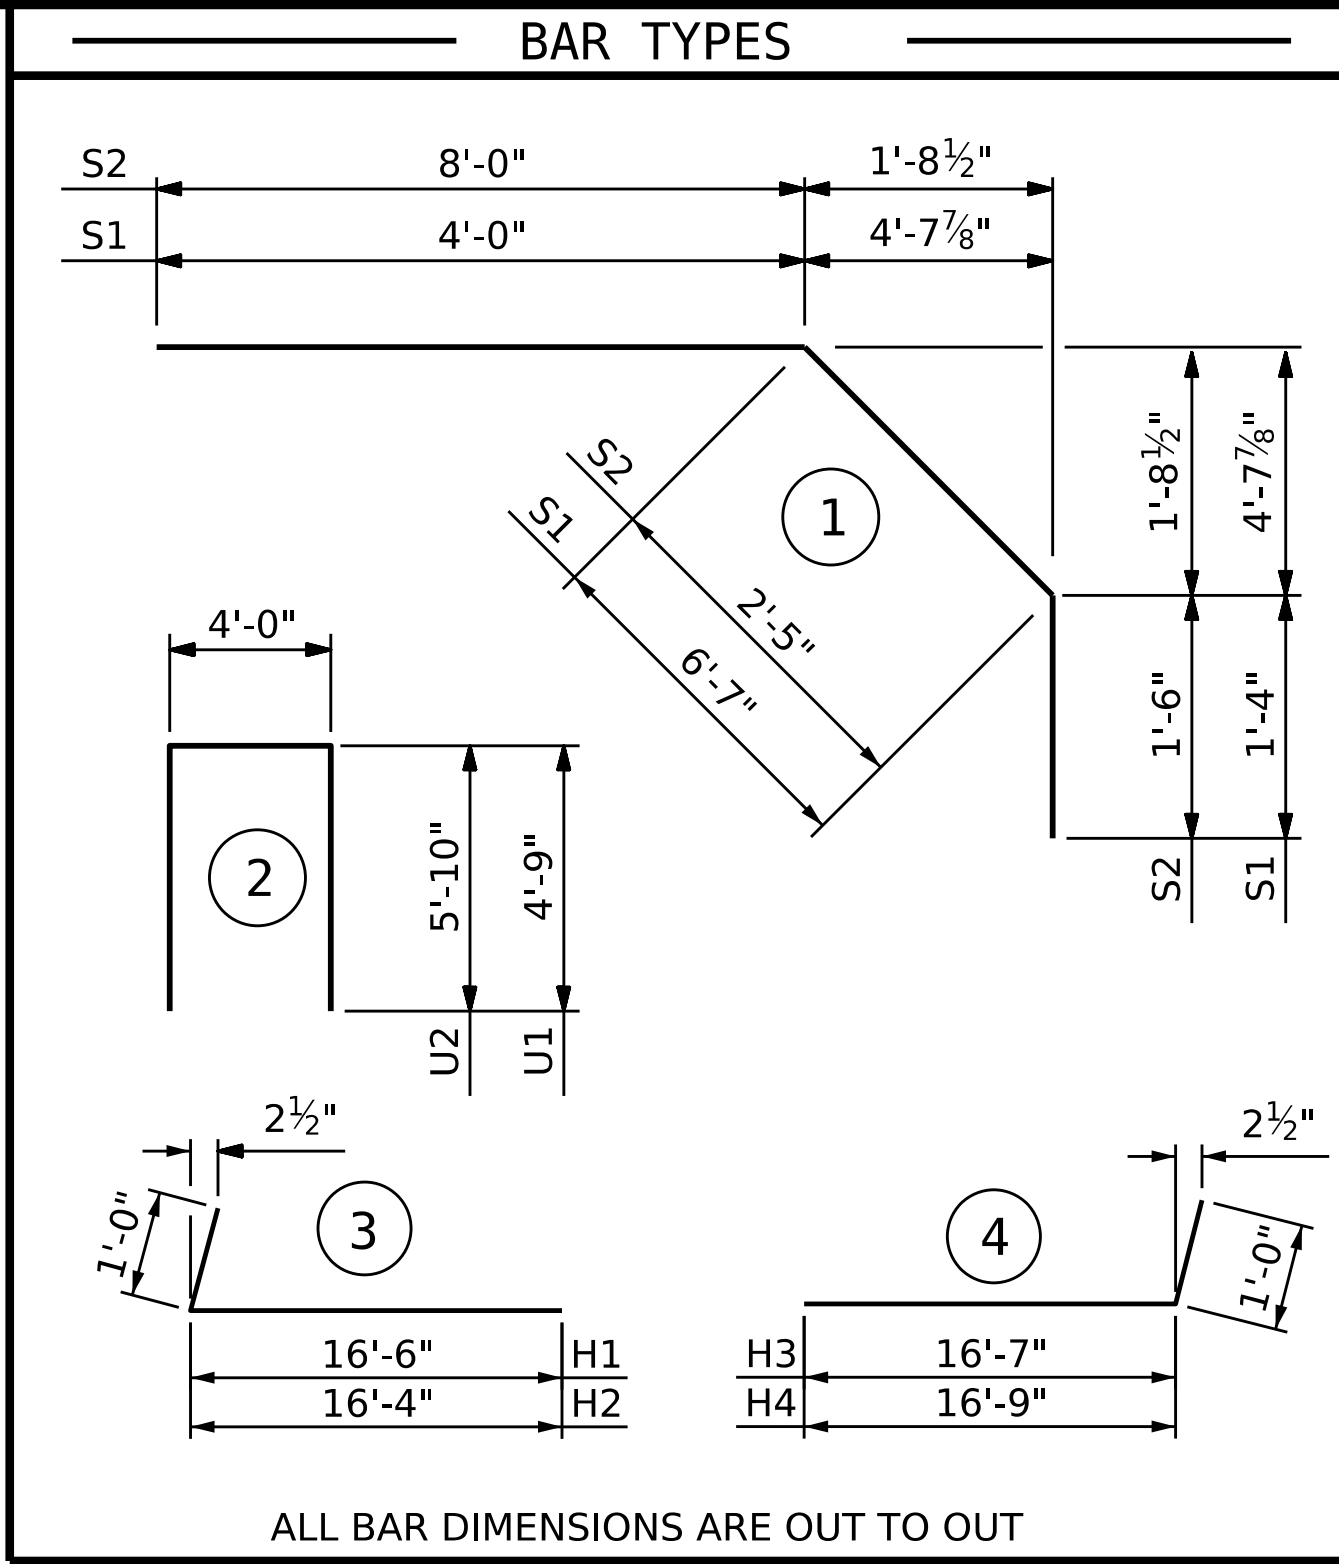 BAR TYPES
S2 8'-0" 1'-8½"
S1 4'-0" 4'-7⅞"
1'-8½" 4'-7⅞"
S2
S1
1
2'-5"
6'-7"
1'-6" 1'-4"
S2 S1
4'-0"
2
5'-10" 4'-9"
U2 U1
2½"
1'-0"
3
16'-6" H1
16'-4" H2
2½"
4
1'-0"
H3 16'-7"
H4 16'-9"
ALL BAR DIMENSIONS ARE OUT TO OUT